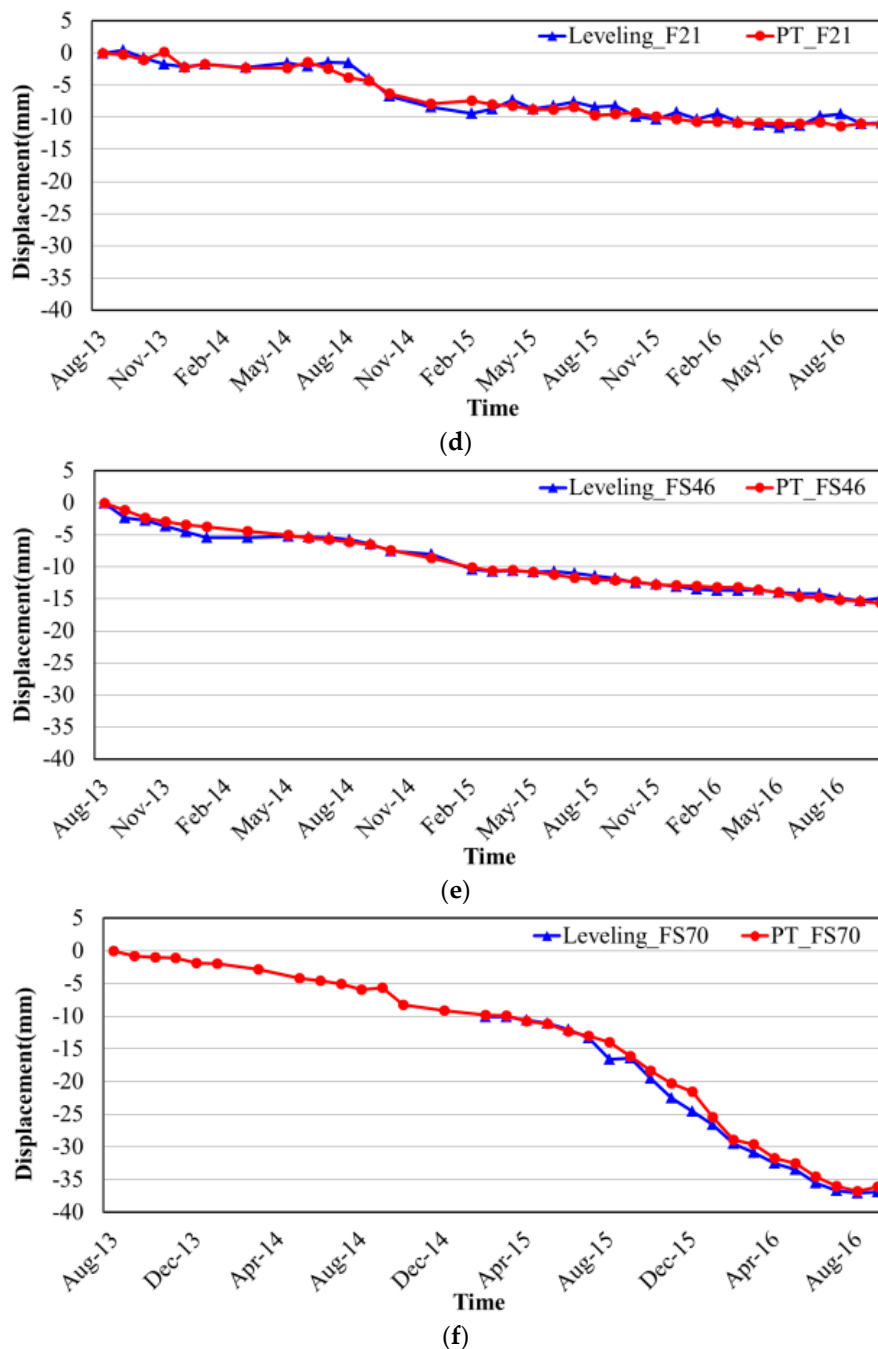 Leveling_F21 PT_F21
5
0
-5
-10
-15
-20
-25
-30
-35
-40
Displacement(mm)
Aug-13 Nov-13 Feb-14 May-14 Aug-14 Nov-14 Feb-15 May-15 Aug-15 Nov-15 Feb-16 May-16 Aug-16
Time
(d)
Leveling_FS46 PT_FS46
5
0
-5
-10
-15
-20
-25
-30
-35
-40
Displacement(mm)
Aug-13 Nov-13 Feb-14 May-14 Aug-14 Nov-14 Feb-15 May-15 Aug-15 Nov-15 Feb-16 May-16 Aug-16
Time
(e)
Leveling_FS70 PT_FS70
5
0
-5
-10
-15
-20
-25
-30
-35
-40
Displacement(mm)
Aug-13 Dec-13 Apr-14 Aug-14 Dec-14 Apr-15 Aug-15 Dec-15 Apr-16 Aug-16
Time
(f)